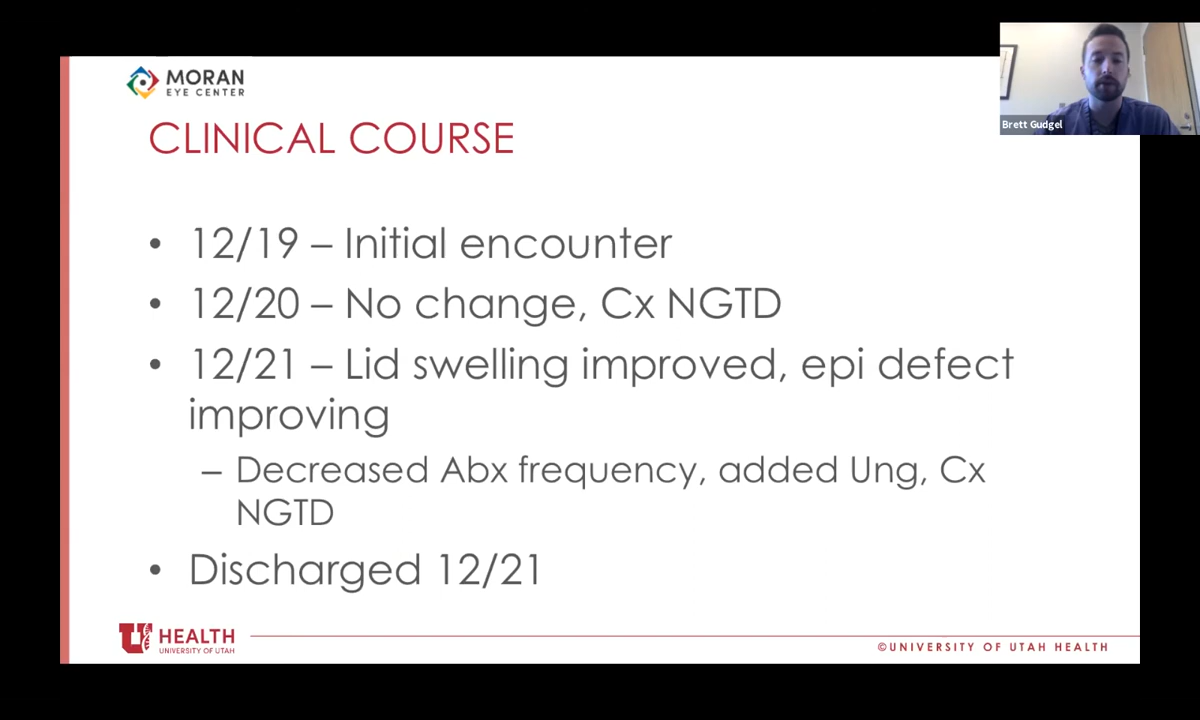 MORAN
EYE CENTER
Brett Gudgel
CLINICAL COURSE
• 12/19 – Initial encounter
• 12/20 – No change, Cx NGTD
• 12/21 – Lid swelling improved, epi defect
improving
– Decreased Abx frequency, added Ung, Cx
NGTD
• Discharged 12/21
U HEALTH
UNIVERSITY OF UTAH
©UNIVERSITY OF UTAH HEALTH